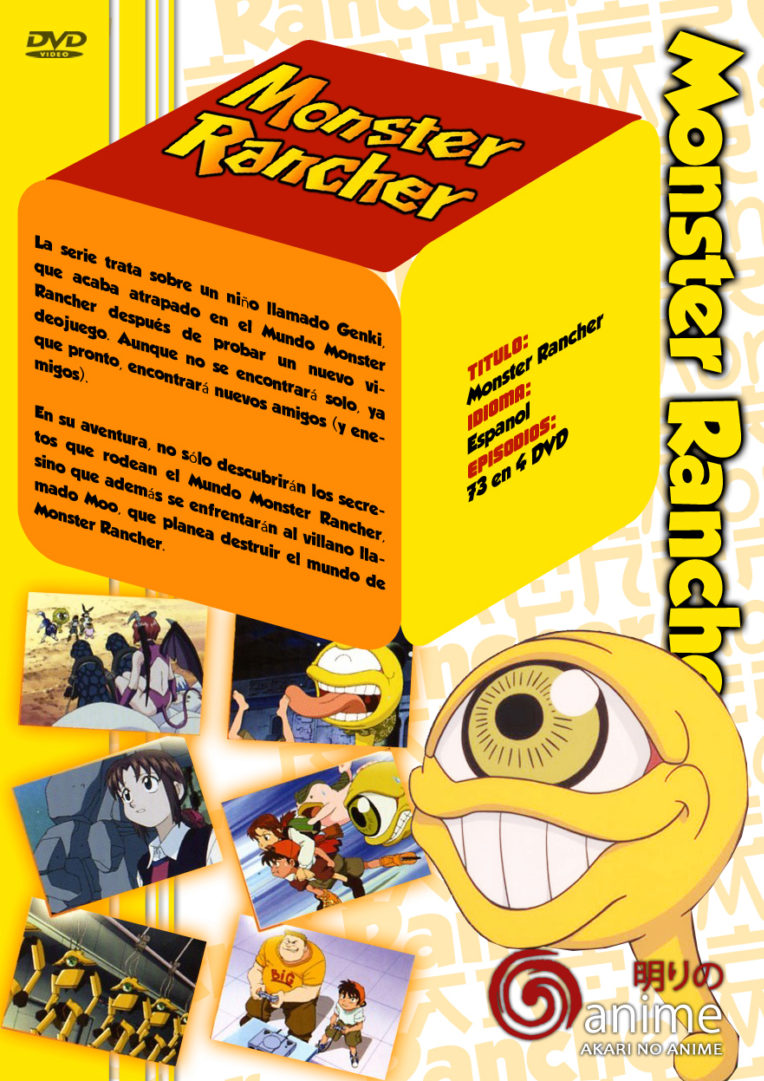 DVD
VIDEO
Monster
Rancher
La serie trata sobre un niño llamado Genki,
que acaba atrapado en el Mundo Monster
Rancher después de probar un nuevo vi-
deojuego. Aunque no se encontrará solo, ya
que pronto, encontrará nuevos amigos (y ene-
migos).
En su aventura, no sólo descubrirán los secre-
tos que rodean el Mundo Monster Rancher,
sino que además se enfrentarán al villano lla-
mado Moo, que planea destruir el mundo de
Monster Rancher.
TITULO:
Monster Rancher
IDIOMA:
Espanol
EPISODIOS:
73 en 4 DVD
Monster Ranche
BIG
明りの
anime
AKARI NO ANIME